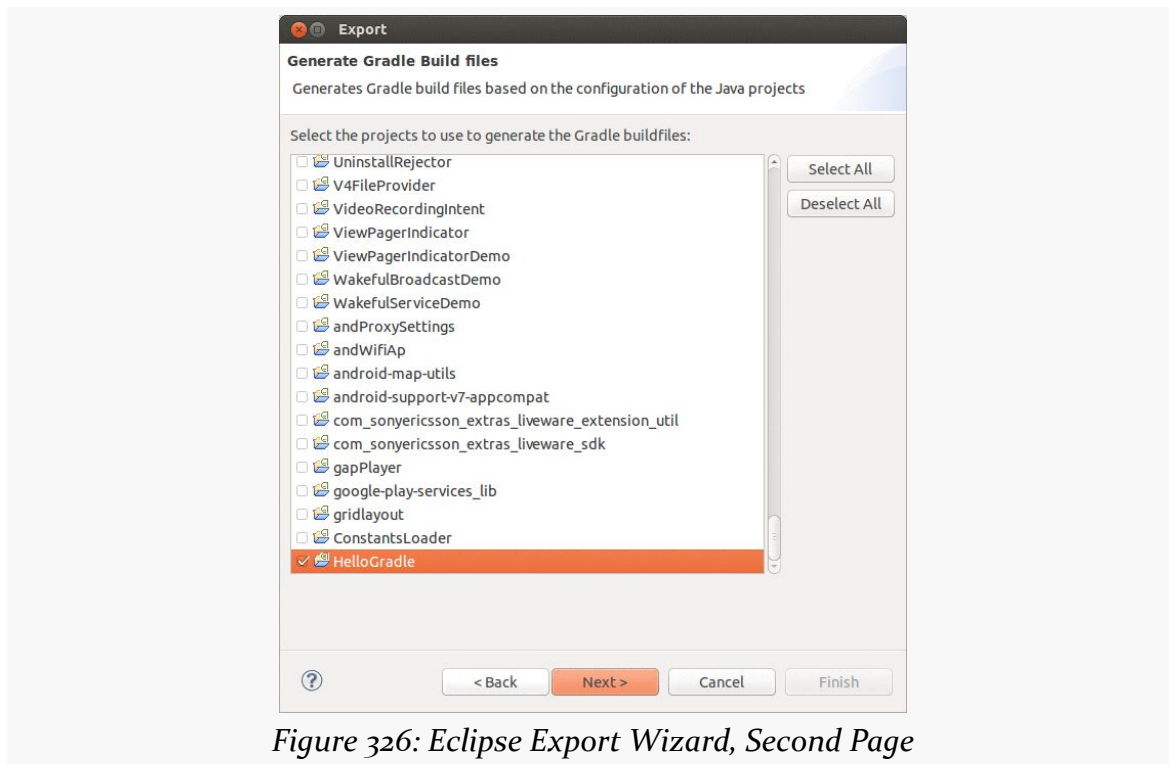 Export
Generate Gradle Build files
Generates Gradle build files based on the configuration of the Java projects
Select the projects to use to generate the Gradle buildfiles:
UninstallRejector
V4FileProvider
VideoRecordingIntent
ViewPagerIndicator
ViewPagerIndicatorDemo
WakefulBroadcastDemo
WakefulServiceDemo
andProxySettings
andWifiAp
android-map-utils
android-support-v7-appcompat
com_sonyericsson_extras_liveware_extension_util
com_sonyericsson_extras_liveware_sdk
gapPlayer
google-play-services_lib
gridlayout
ConstantsLoader
HelloGradle
Select All
Deselect All
? < Back Next > Cancel Finish
Figure 326: Eclipse Export Wizard, Second Page